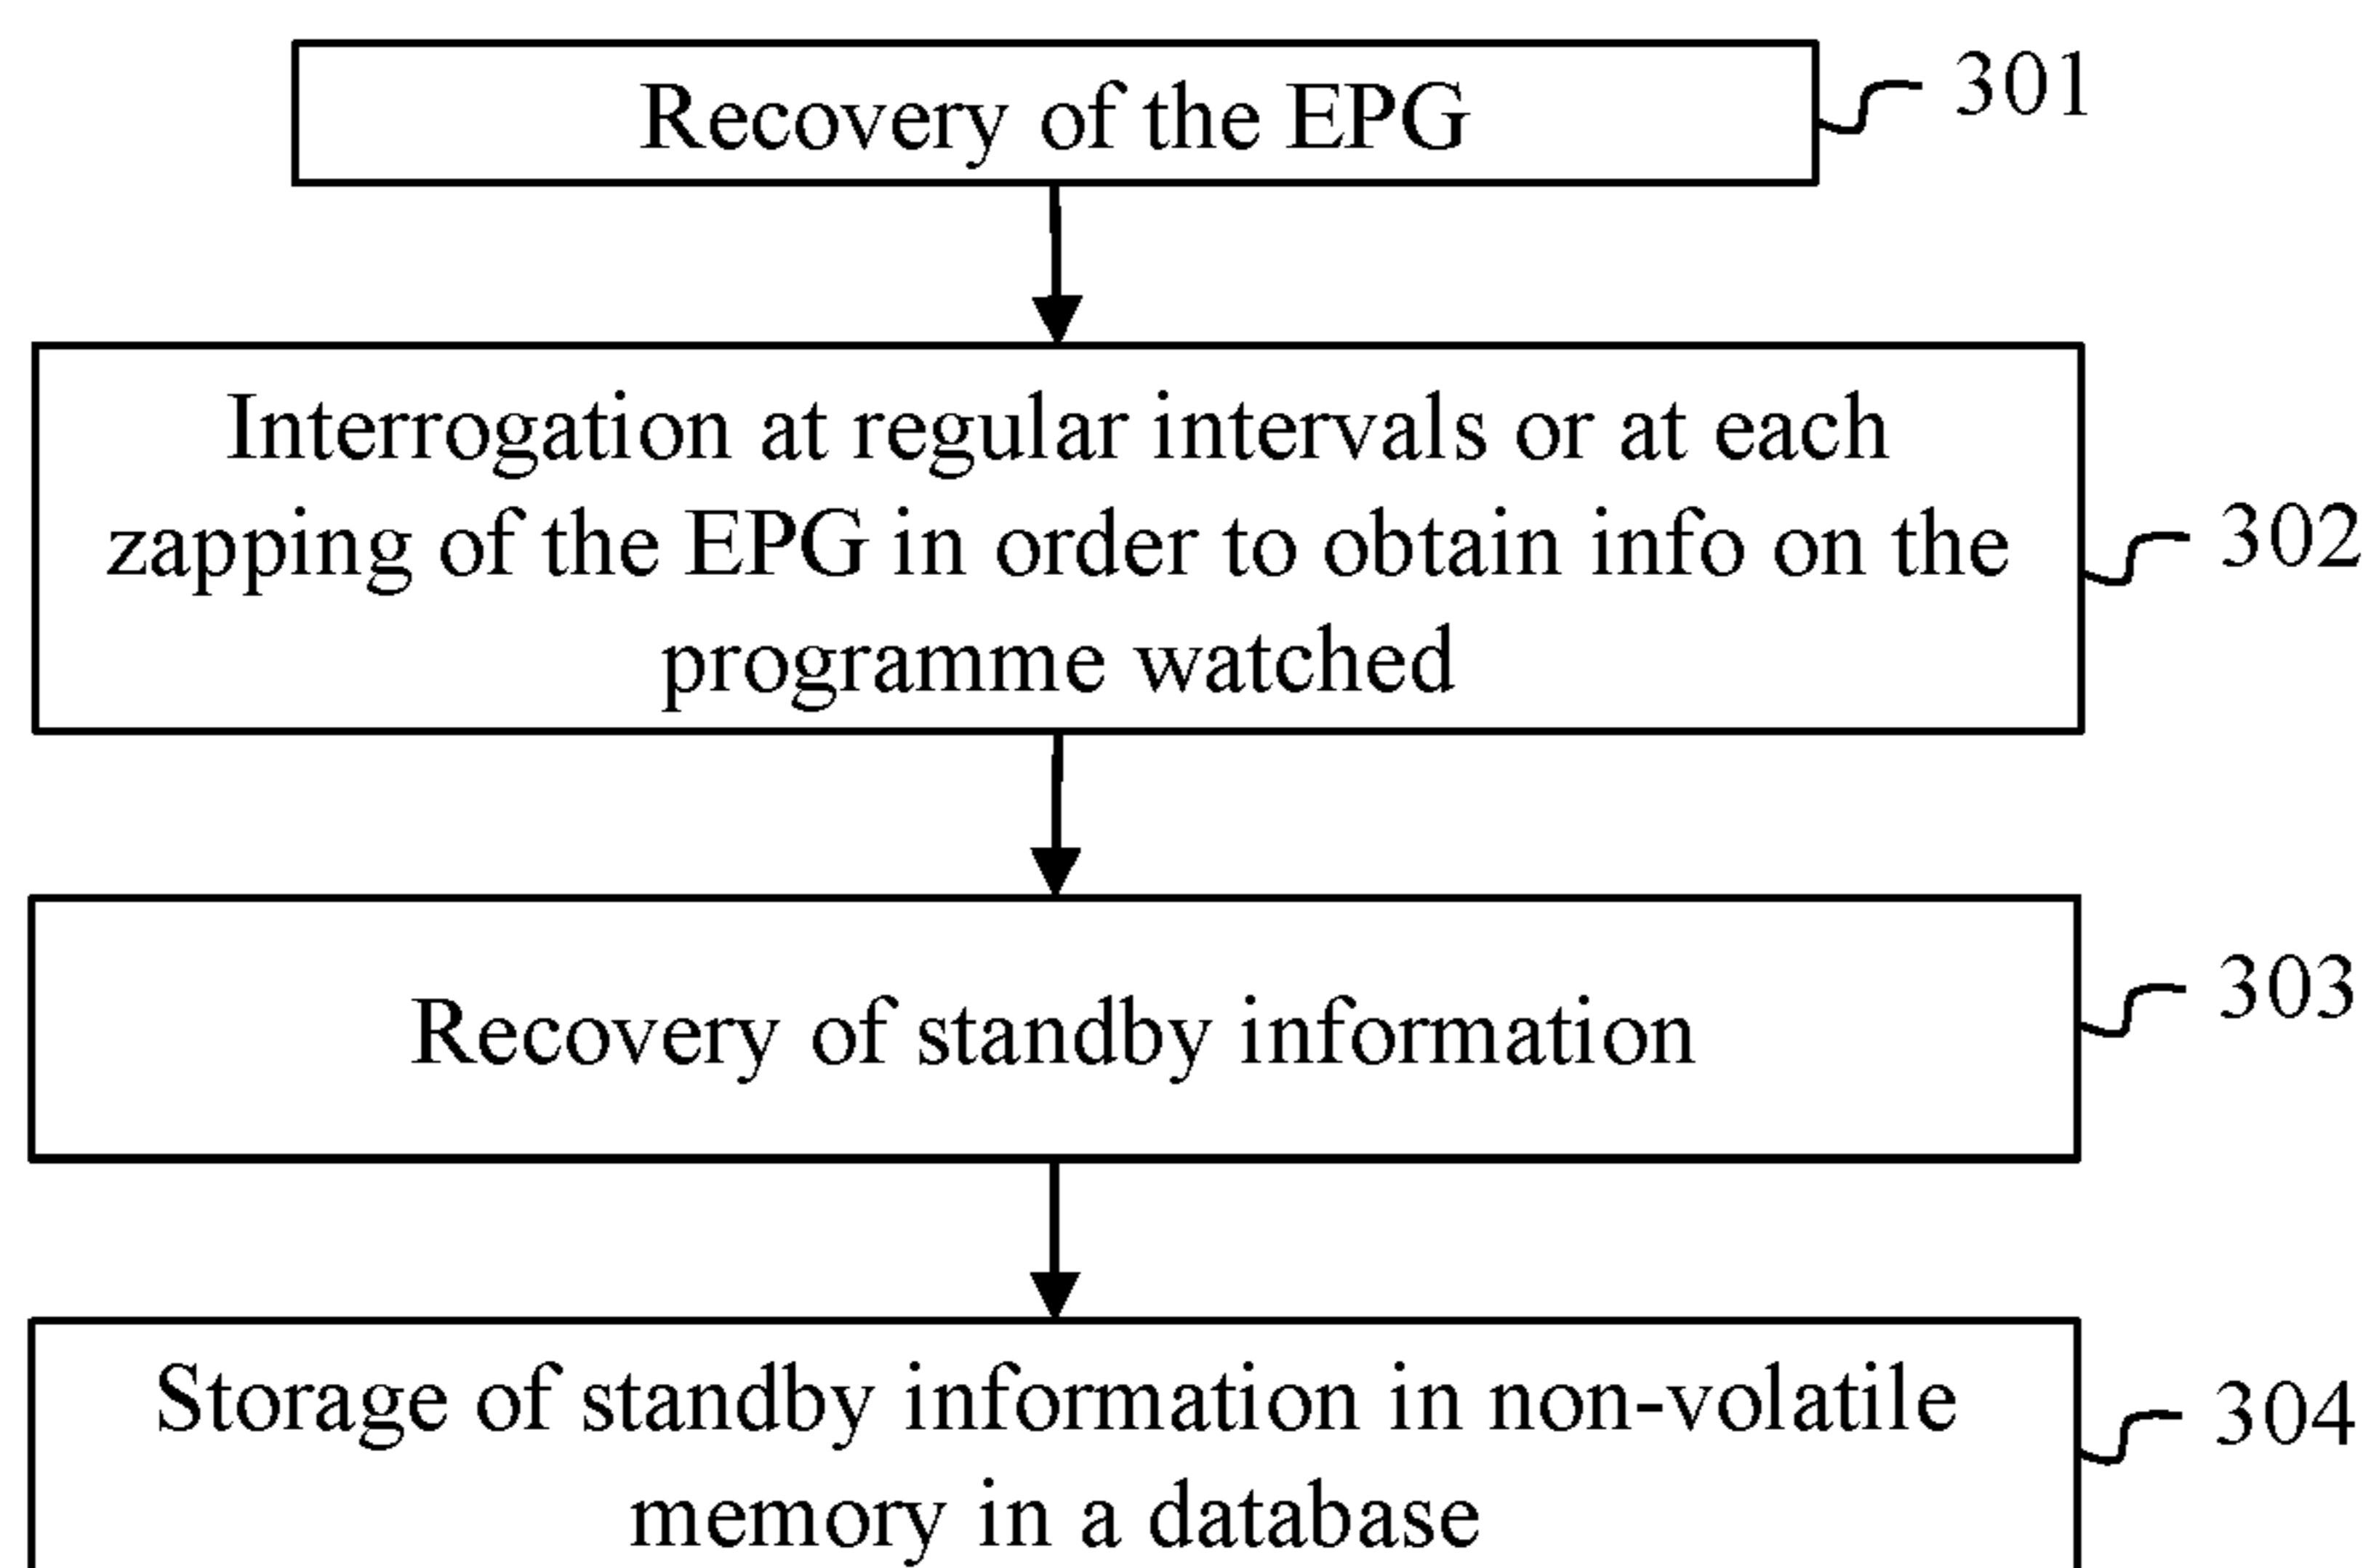 Recovery of the EPG
301
Interrogation at regular intervals or at each
zapping of the EPG in order to obtain info on the
programme watched
302
Recovery of standby information
303
Storage of standby information in non-volatile
memory in a database
304